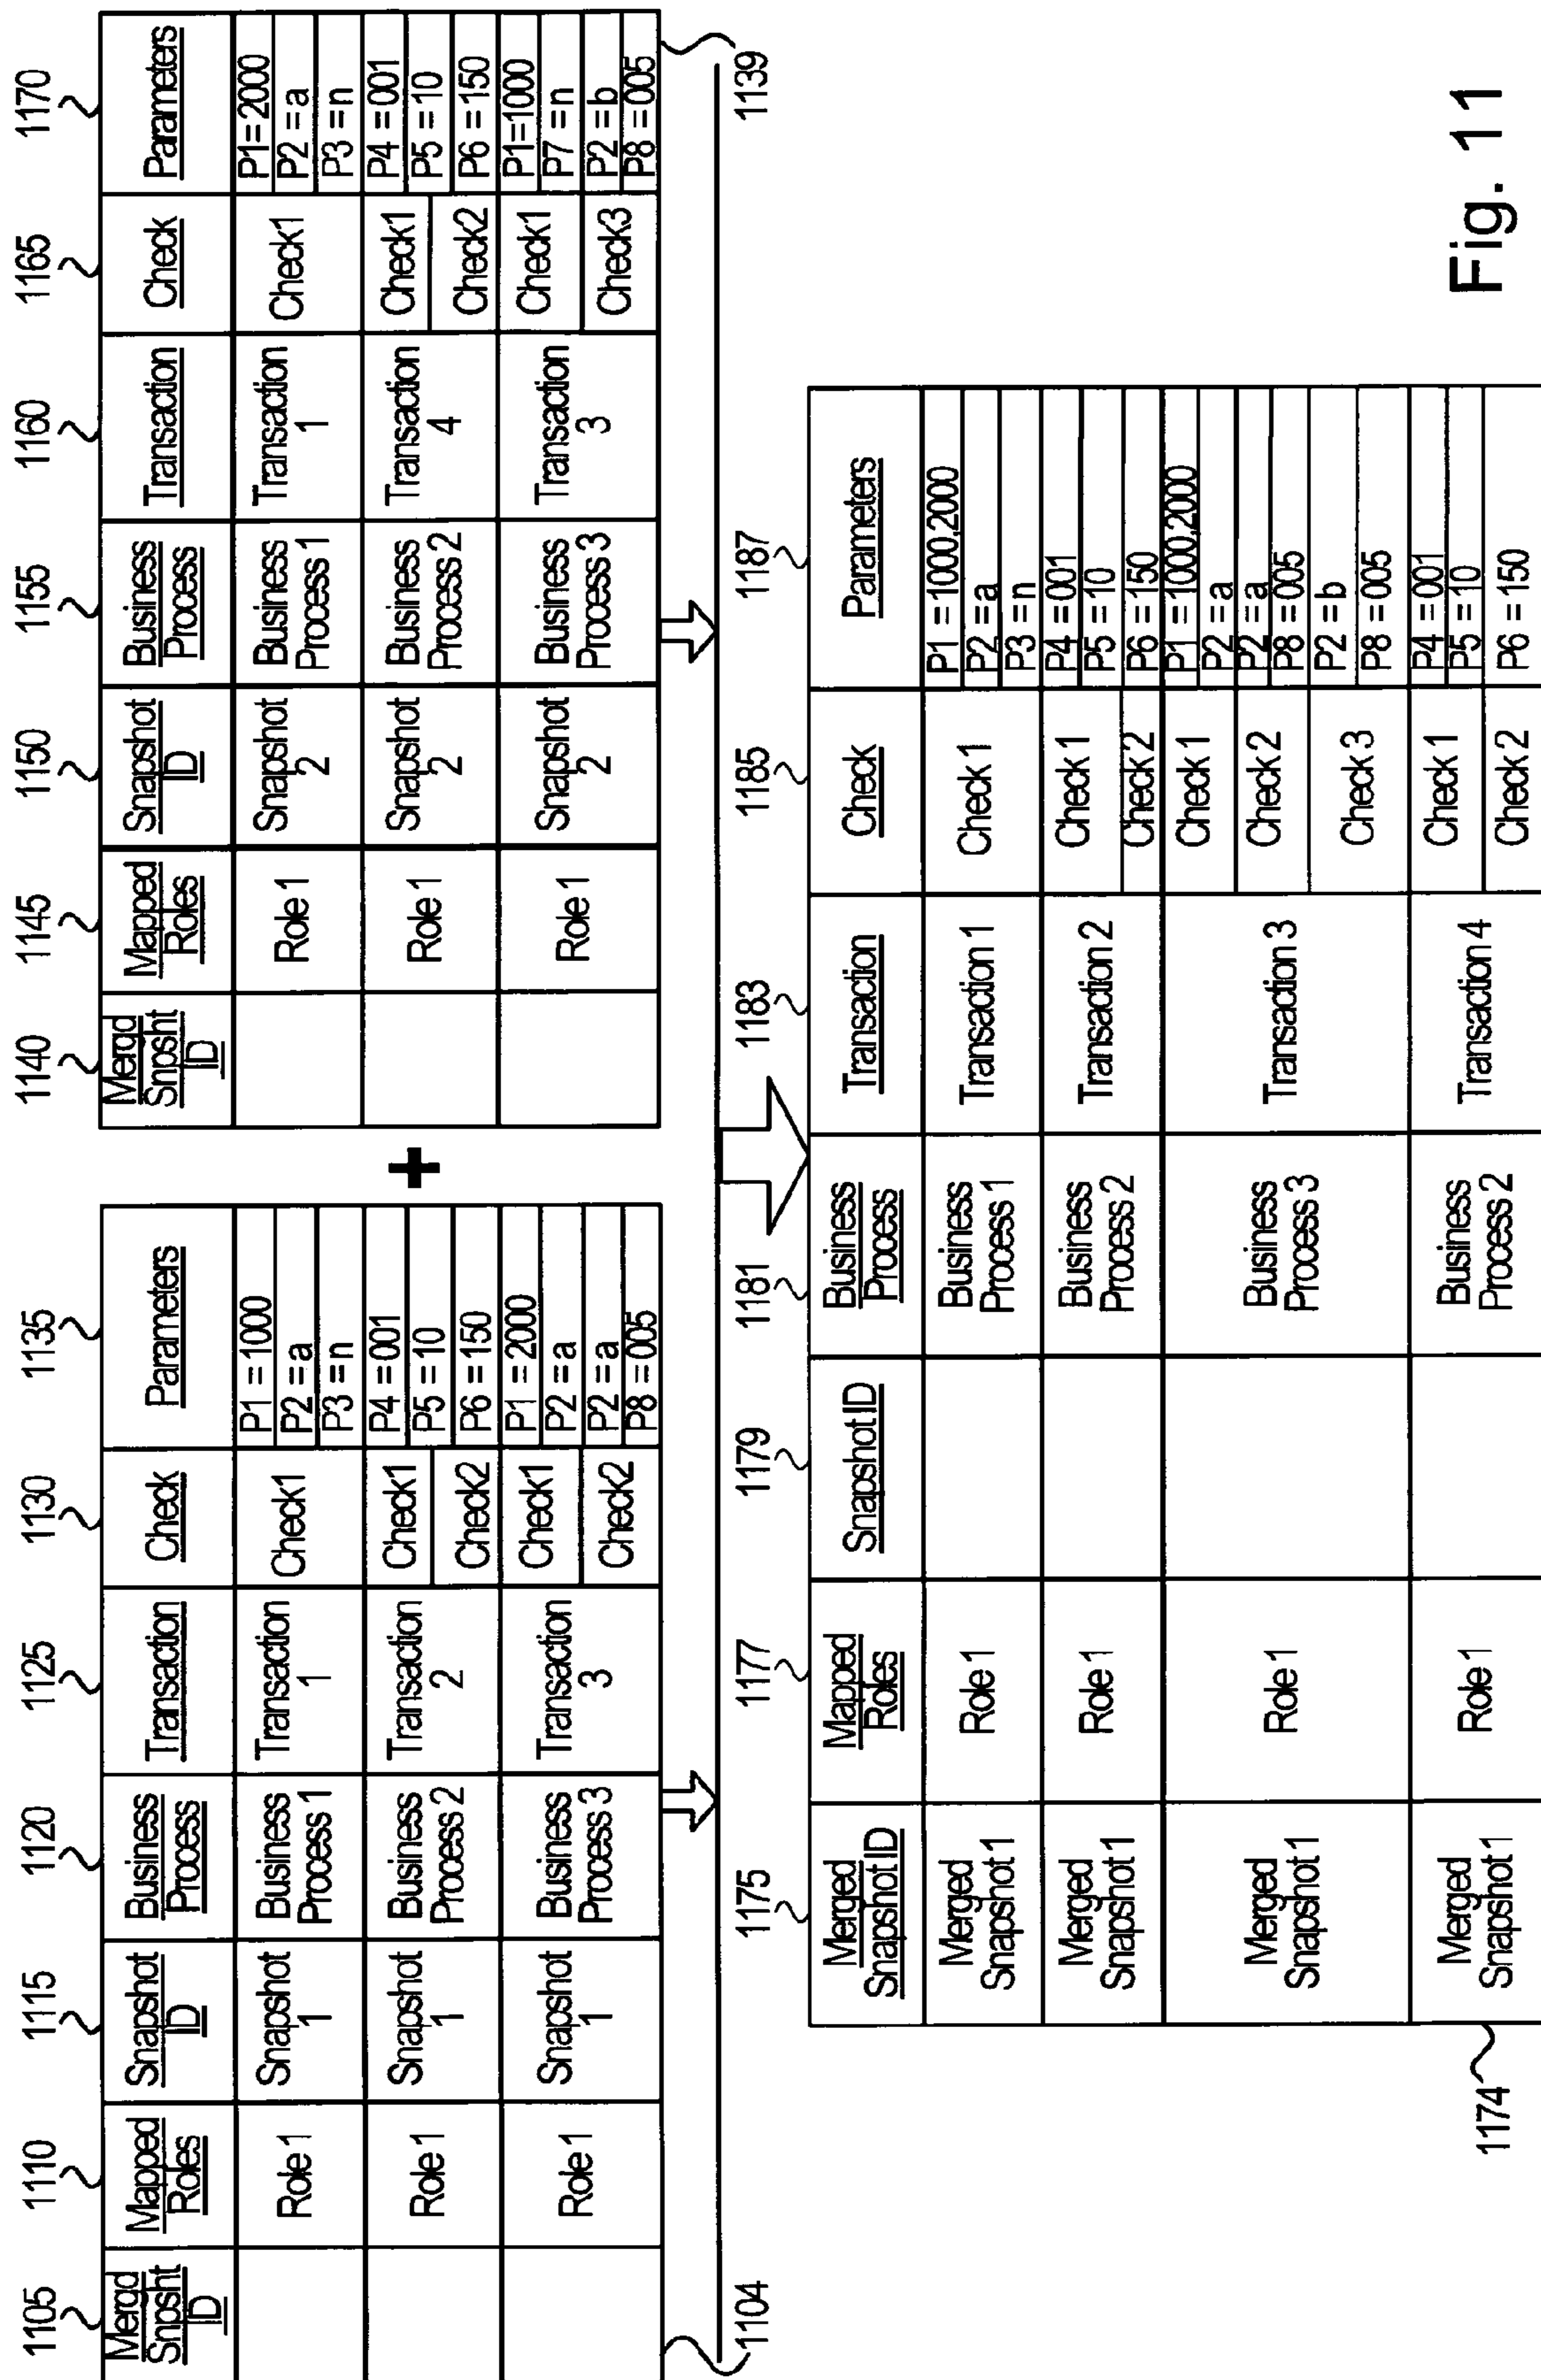 1105
1110
1115
1120
1125
1130
1135
Mergd Snpsht ID
Mapped Roles
Snapshot ID
Business Process
Transaction
Check
Parameters
Role 1
Snapshot 1
Business Process 1
Transaction 1
Check1
P1 = 1000
P2 = a
P3 = n
Role 1
Snapshot 1
Business Process 2
Transaction 2
Check1
Check2
P4 = 001
P5 = 10
P6 = 150
Role 1
Snapshot 1
Business Process 3
Transaction 3
Check1
Check2
P1 = 2000
P2 = a
P2 = a
P8 = 005
1104
+
1140
1145
1150
1155
1160
1165
1170
Mergd Snpsht ID
Mapped Roles
Snapshot ID
Business Process
Transaction
Check
Parameters
Role 1
Snapshot 2
Business Process 1
Transaction 1
Check1
P1=2000
P2 = a
P3 = n
Role 1
Snapshot 2
Business Process 2
Transaction 4
Check1
Check2
P4 = 001
P5 = 10
P6 = 150
Role 1
Snapshot 2
Business Process 3
Transaction 3
Check1
Check3
P1=1000
P7 = n
P2 = b
P8 = 005
1139
1175
1177
1179
1181
1183
1185
1187
Merged Snapshot ID
Mapped Roles
Snapshot ID
Business Process
Transaction
Check
Parameters
Merged Snapshot 1
Role 1
Business Process 1
Transaction 1
Check 1
P1 = 1000,2000
P2 = a
P3 = n
Merged Snapshot 1
Role 1
Business Process 2
Transaction 2
Check 1
Check 2
P4 = 001
P5 = 10
P6 = 150
Merged Snapshot 1
Role 1
Business Process 3
Transaction 3
Check 1
Check 2
Check 3
P1 = 1000,2000
P2 = a
P2 = a
P8 = 005
P2 = b
P8 = 005
Merged Snapshot 1
Role 1
Business Process 2
Transaction 4
Check 1
Check 2
P4 = 001
P5 = 10
P6 = 150
1174
Fig. 11